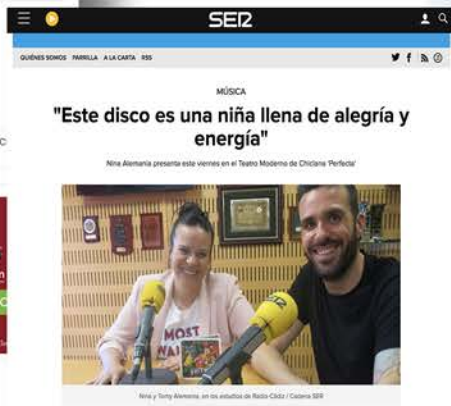 SER
QUIÉNES SOMOS PARRILLA A LA CARTA RSS
MÚSICA
"Este disco es una niña llena de alegría y
energía"
Nina Alemania presenta este viernes en el Teatro Moderno de Chiclana 'Perfecta'
MOST
Nina y Tomy Alemania, en los estudios de Radio Cádiz / Cadena SER